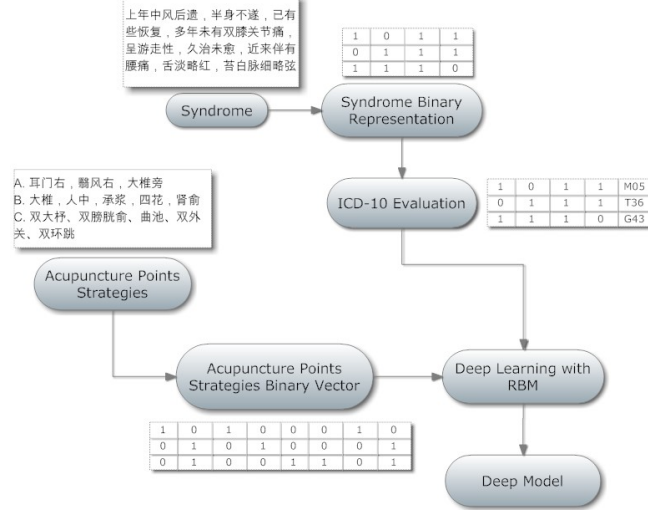 上年中风后遗，半身不遂，已有
些恢复，多年未有双膝关节痛，
呈游走性，久治未愈，近来伴有
腰痛，舌淡略红，苔白脉细略弦
1 0 1 1
0 1 1 1
1 1 1 0
Syndrome
Syndrome Binary
Representation
A. 耳门右，翳风右，大椎旁
B. 大椎，人中，承浆，四花，肾俞
C. 双大杼、双膀胱俞、曲池、双外
关、双环跳
ICD-10 Evaluation
1 0 1 1 M05
0 1 1 1 T36
1 1 1 0 G43
Acupuncture Points
Strategies
Acupuncture Points
Strategies Binary Vector
Deep Learning with
RBM
1 0 1 0 0 0 1 0
0 1 0 1 0 0 0 1
0 1 0 0 1 1 0 1
Deep Model